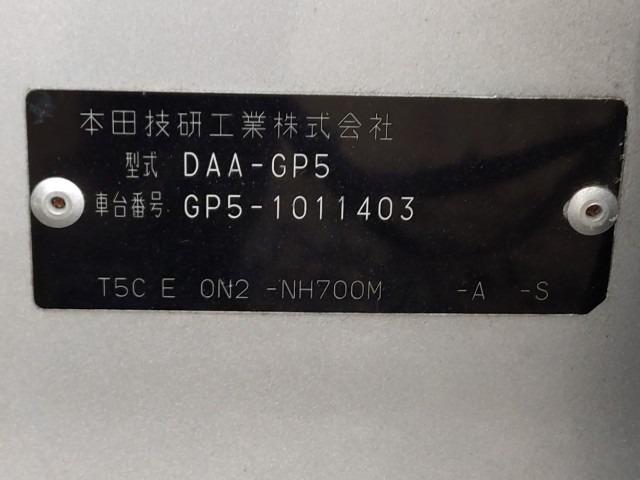 本田技研工業株式会社
型式 DAA-GP5
車台番号 GP5-1011403
T5C E 0N2 -NH700M -A -S